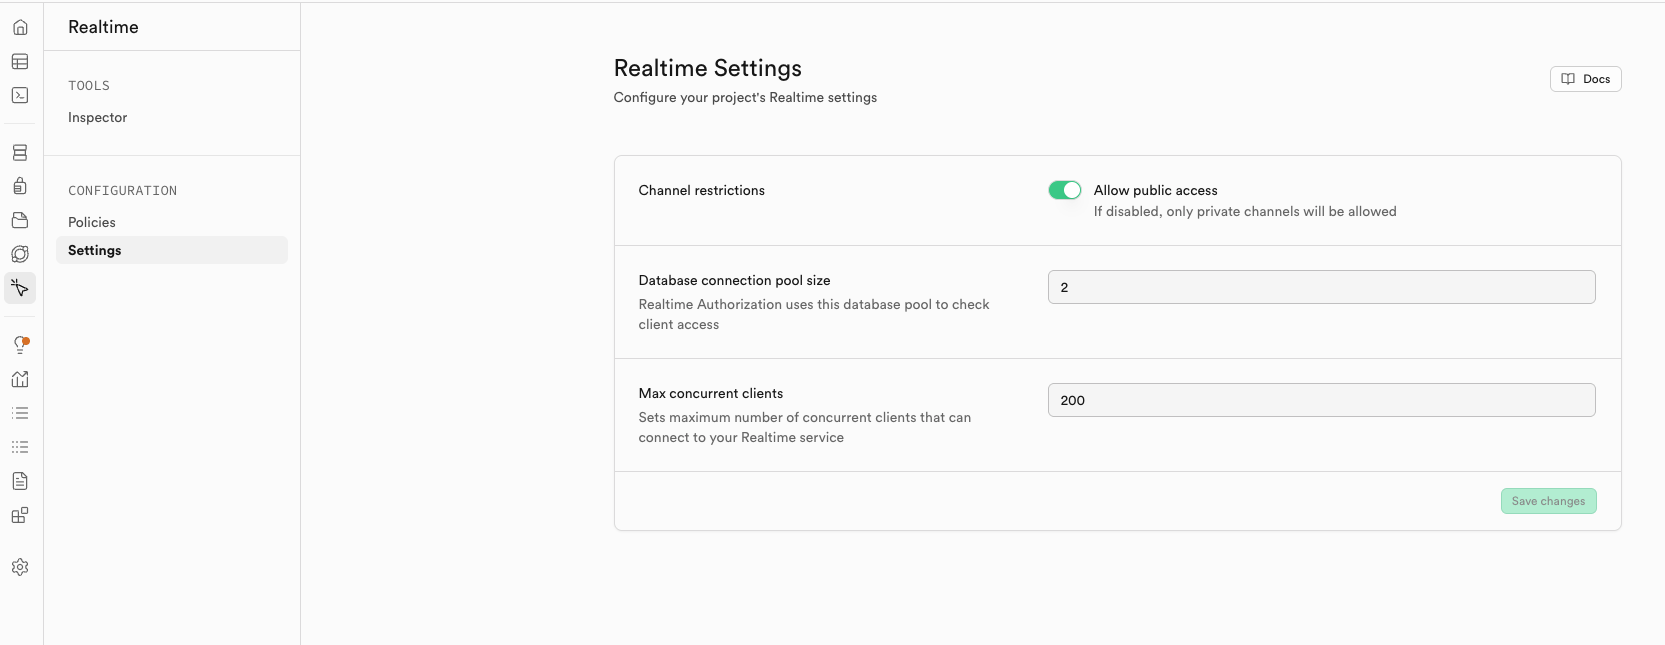 Realtime
TOOLS
Inspector
CONFIGURATION
Policies
Settings
Realtime Settings
Configure your project's Realtime settings
Docs
Channel restrictions
Allow public access
If disabled, only private channels will be allowed
Database connection pool size
Realtime Authorization uses this database pool to check
client access
2
Max concurrent clients
Sets maximum number of concurrent clients that can
connect to your Realtime service
200
Save changes